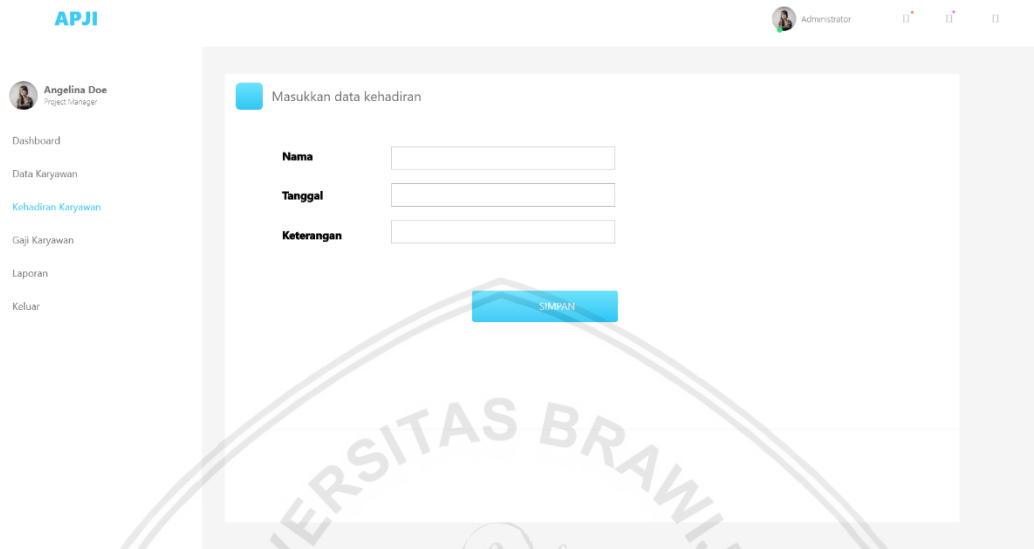 APJI
Administrator
Angelina Doe
Project Manager
Dashboard
Data Karyawan
Kehadiran Karyawan
Gaji Karyawan
Laporan
Keluar
Masukkan data kehadiran
Nama
Tanggal
Keterangan
SIMPAN
ERSITAS BRAWIJ